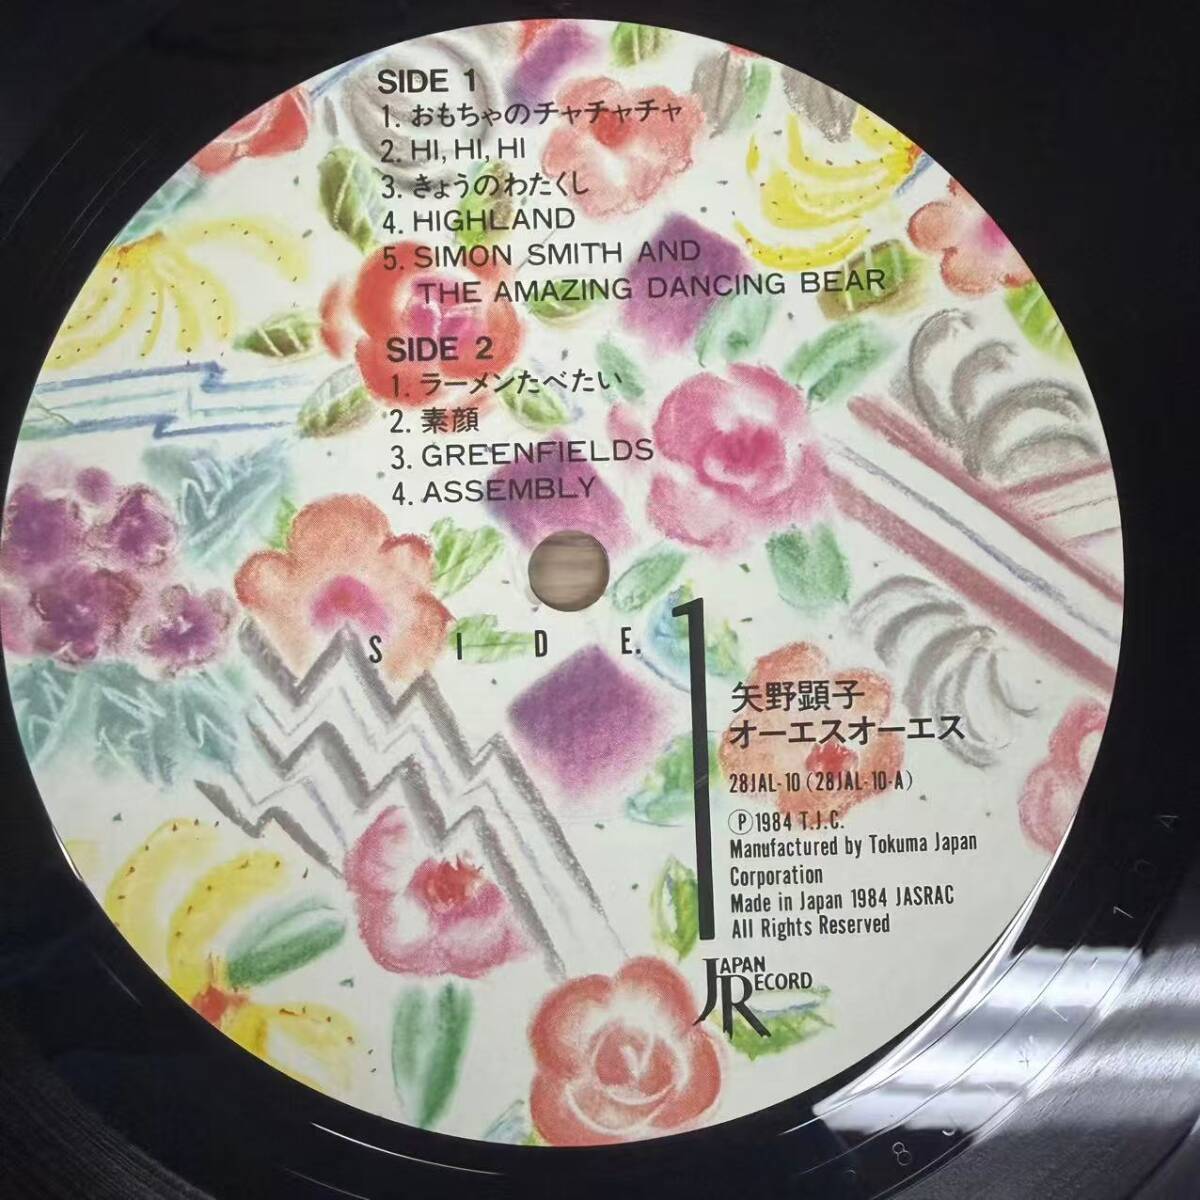 SIDE 1
1. おもちゃのチャチャチャ
2. HI, HI, HI
3. きょうのわたくし
4. HIGHLAND
5. SIMON SMITH AND
THE AMAZING DANCING BEAR
SIDE 2
1. ラーメンたべたい
2. 素顔
3. GREENFIELDS
4. ASSEMBLY
SIDE. 1
矢野顕子
オーエスオーエス
28JAL-10 (28JAL-10-A)
Ⓟ1984 T.J.C.
Manufactured by Tokuma Japan
Corporation
Made in Japan 1984 JASRAC
All Rights Reserved
JAPAN
RECORD